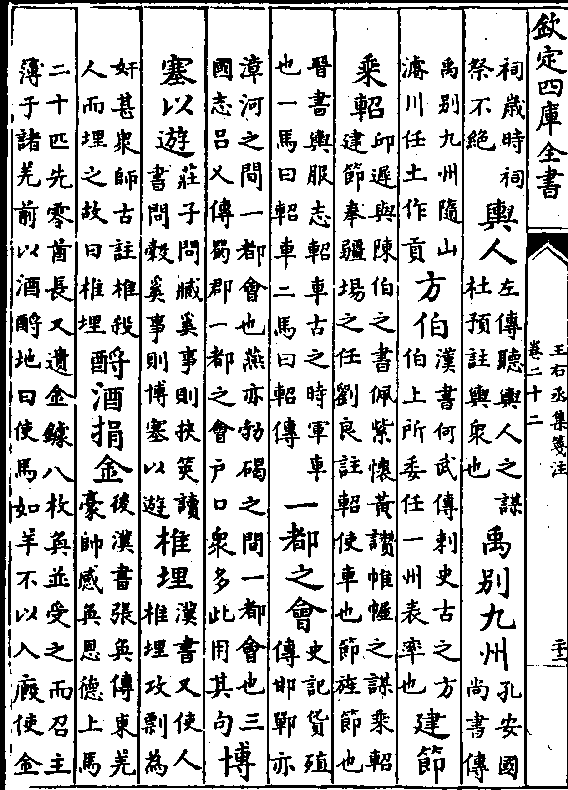 欽定四庫全書
王右丞集箋注
卷二十二
祠歲時祠
祭不絕
輿人
左傳聽輿人之謀
杜預註輿衆也
禹別九州
孔安國
尚書傳
禹別九州隨山
濬川任土作貢
方伯
漢書何武傳刺史古之方
伯上所委任一州表率也
建節
乘軺
邱遲與陳伯之書佩紫懷黃讚帷幄之謀乘軺
建節奉疆埸之任劉良註軺使車也節旌節也
晉書輿服志軺車古之時軍車
也一馬曰軺車二馬曰軺傳
一都之會
史記貨殖
傳邯鄲亦
漳河之間一都會也燕亦勃碣之間一都會也三
國志呂乂傳蜀郡一都之會戶口衆多此用其句
博
塞以遊
莊子問臧奚事則挾筴讀
書問穀奚事則博塞以遊
椎埋
漢書又使人
椎埋攻剽為
奸甚衆師古註椎殺
人而埋之故曰椎埋
酹酒捐金
後漢書張奐傳東羌
豪帥感奐恩德上馬
二十匹先零酋長又遺金鐻八枚奐並受之而召主
簿于諸羌前以酒酹地曰使馬如羊不以入廄使金